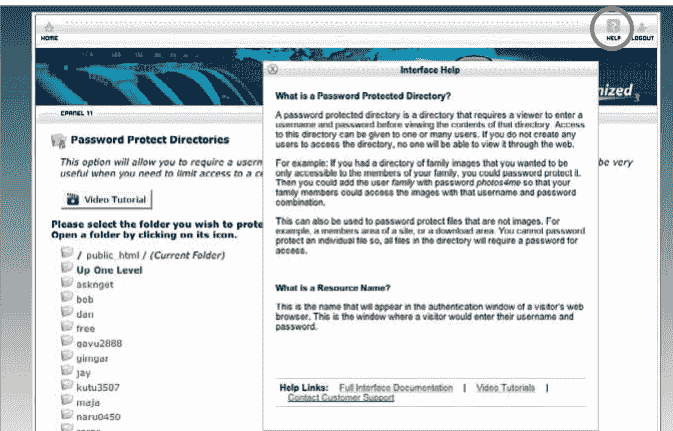 HOME
HELP LOGOUT
Interface Help
CPANEL 11
Password Protect Directories
This option will allow you to require a usern
be very
useful when you need to limit access to a c
Video Tutorial
Please select the folder you wish to prote
Open a folder by clicking on its icon.
/ public_html / (Current Folder)
Up One Level
asknget
bob
dan
free
gavu2888
gimgar
jay
kutu3507
maja
naru0450
What is a Password Protected Directory?
A password protected directory is a directory that requires a viewer to enter a
username and password before viewing the contents of that directory. Access
to this directory can be given to one or many users. If you do not create any
users to access the directory, no one will be able to view it through the web.
For example: If you had a directory of family images that you wanted to be
only accessible to the members of your family, you could password protect it.
Then you could add the user family with password photos4me so that your
family members could access the images with that username and password
combination.
This can also be used to password protect files that are not images. For
example, a members area of a site, or a download area. You cannot password
protect an individual file so, all files in the directory will require a password for
access.
What is a Resource Name?
This is the name that will appear in the authentication window of a visitor's web
browser. This is the window where a visitor would enter their username and
password.
Help Links: Full Interface Documentation | Video Tutorials |
Contact Customer Support